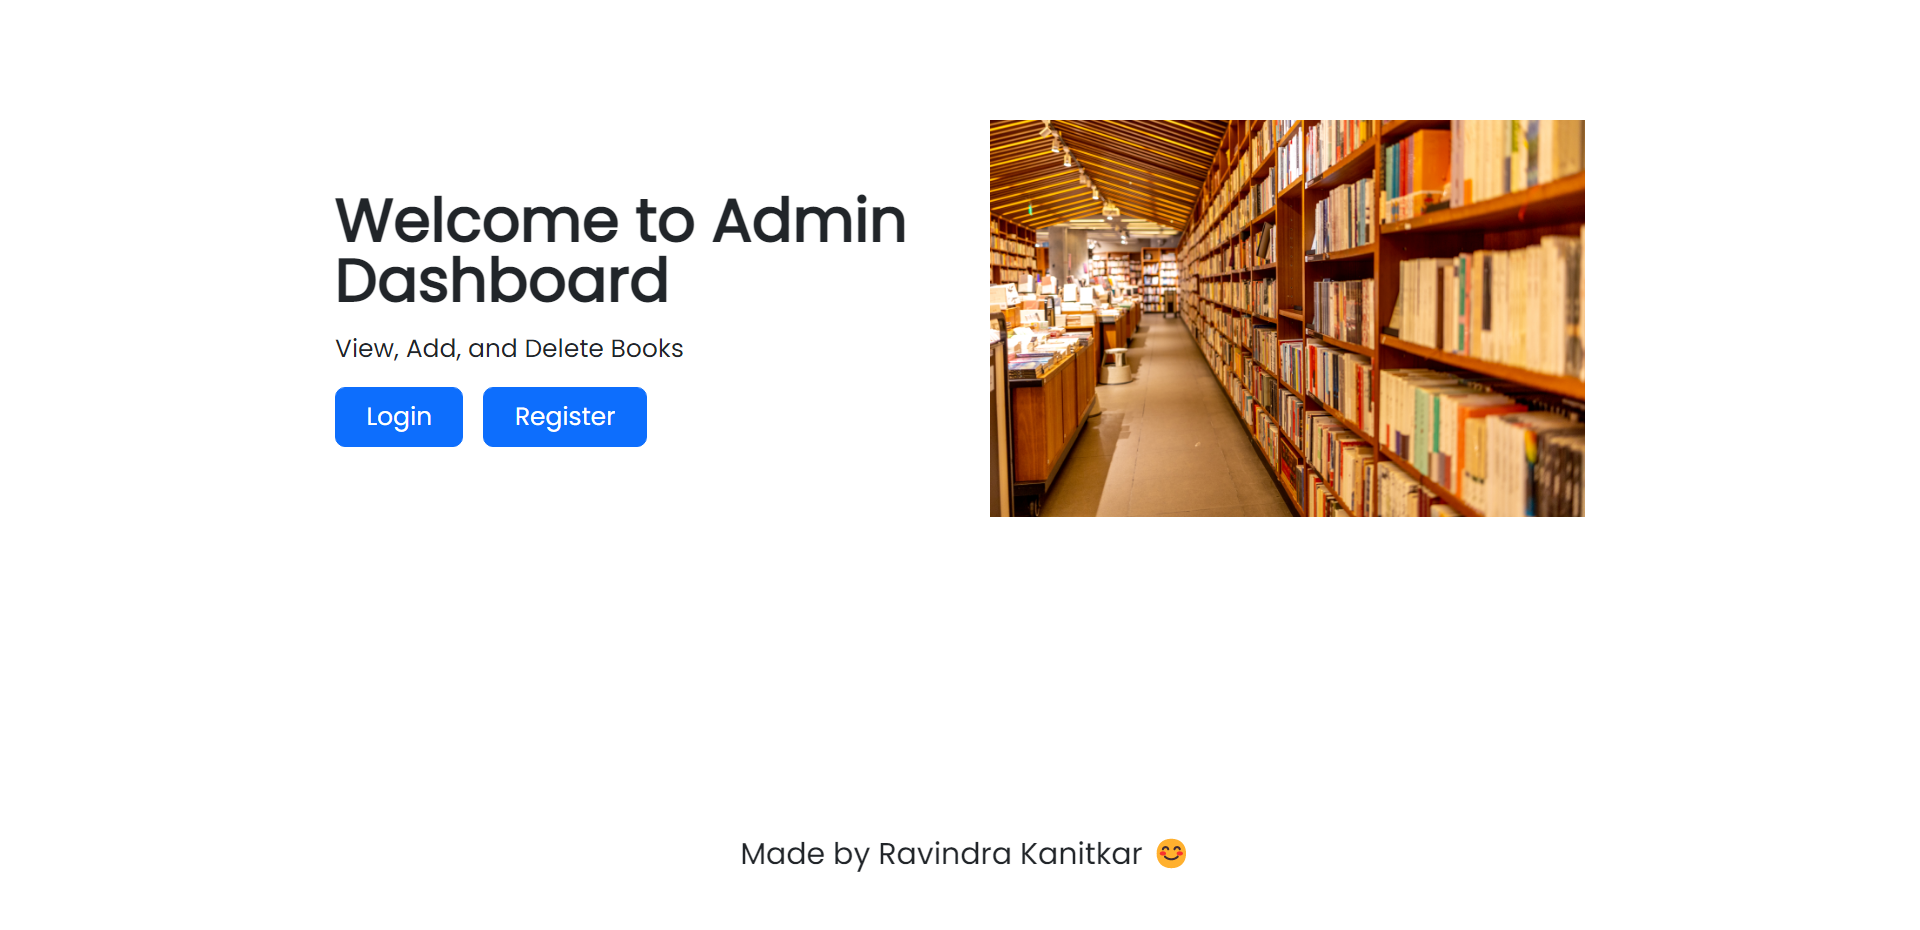 Welcome to Admin
Dashboard
View, Add, and Delete Books
Login
Register
Made by Ravindra Kanitkar 😊